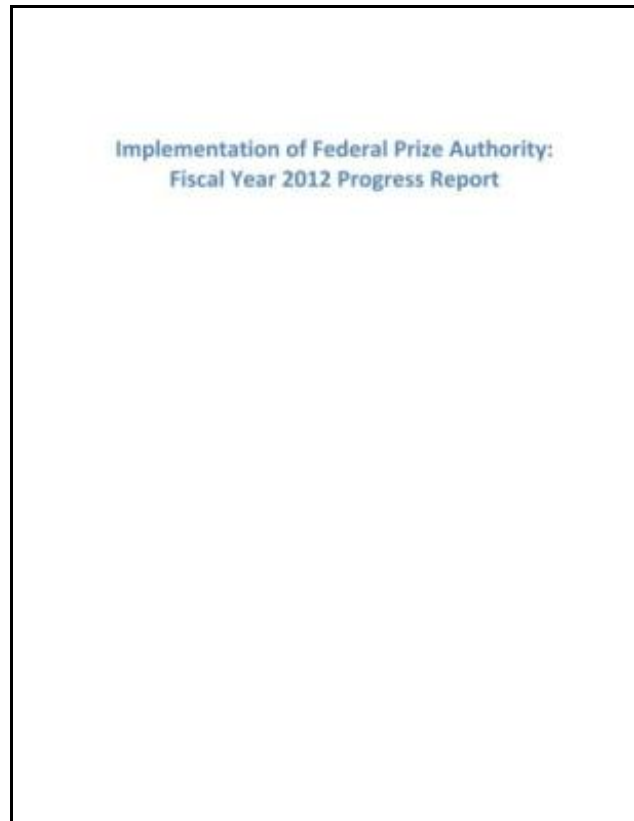 Implementation of Federal Prize Authority:
Fiscal Year 2012 Progress Report